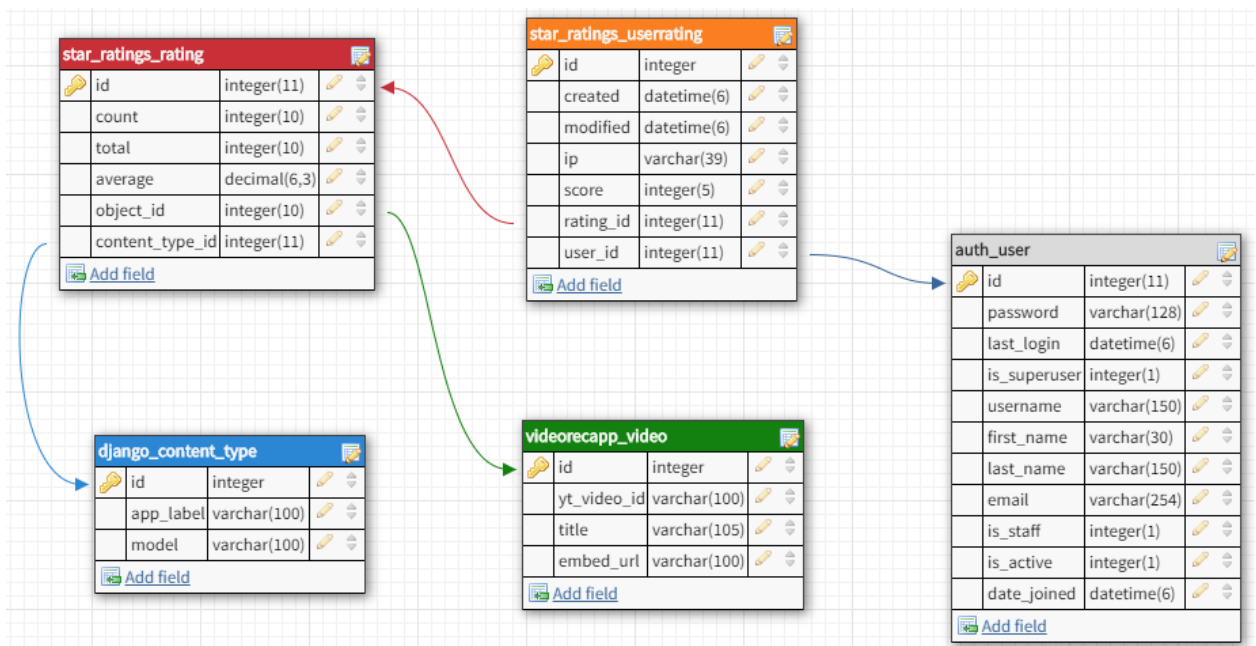 star_ratings_rating
id integer(11)
count integer(10)
total integer(10)
average decimal(6,3)
object_id integer(10)
content_type_id integer(11)
Add field
star_ratings_userrating
id integer
created datetime(6)
modified datetime(6)
ip varchar(39)
score integer(5)
rating_id integer(11)
user_id integer(11)
Add field
auth_user
id integer(11)
password varchar(128)
last_login datetime(6)
is_superuser integer(1)
username varchar(150)
first_name varchar(30)
last_name varchar(150)
email varchar(254)
is_staff integer(1)
is_active integer(1)
date_joined datetime(6)
Add field
django_content_type
id integer
app_label varchar(100)
model varchar(100)
Add field
videorecapp_video
id integer
yt_video_id varchar(100)
title varchar(105)
embed_url varchar(100)
Add field